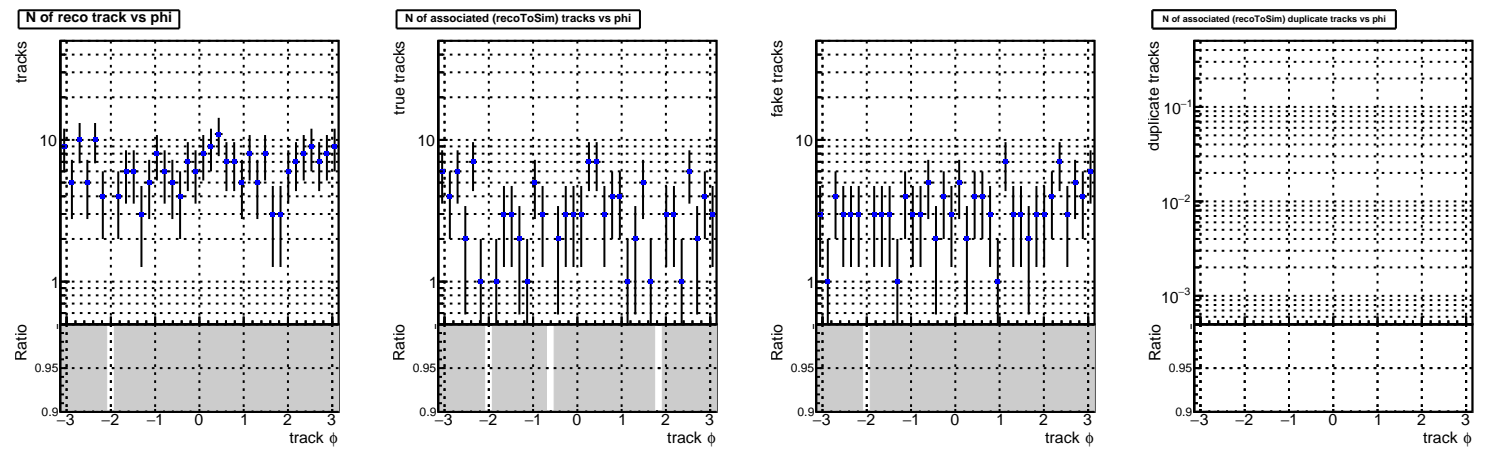 N of reco track vs phi
tracks
10
1
Ratio
0.95
0.9
−3 −2 −1 0 1 2 3
track ϕ
N of associated (recoToSim) tracks vs phi
true tracks
10
1
Ratio
0.95
0.9
−3 −2 −1 0 1 2 3
track ϕ
fake tracks
10
1
Ratio
0.95
0.9
−3 −2 −1 0 1 2 3
track ϕ
N of associated (recoToSim) duplicate tracks vs phi
duplicate tracks
10⁻¹
10⁻²
10⁻³
Ratio
0.95
0.9
−3 −2 −1 0 1 2 3
track ϕ